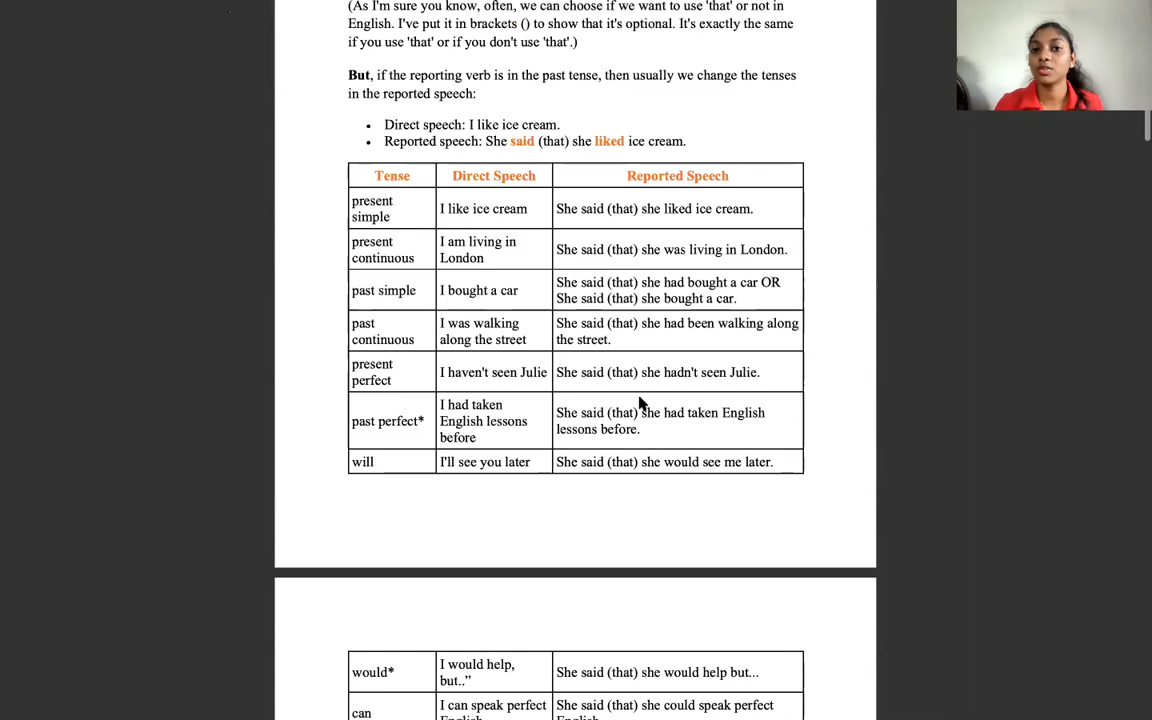 (As I'm sure you know, often, we can choose if we want to use 'that' or not in
English. I've put it in brackets () to show that it's optional. It's exactly the same
if you use 'that' or if you don't use 'that'.)
But, if the reporting verb is in the past tense, then usually we change the tenses
in the reported speech:
• Direct speech: I like ice cream.
• Reported speech: She said (that) she liked ice cream.
Tense Direct Speech Reported Speech
present
simple
I like ice cream
She said (that) she liked ice cream.
present
continuous
I am living in
London
She said (that) she was living in London.
past simple
I bought a car
She said (that) she had bought a car OR
She said (that) she bought a car.
past
continuous
I was walking
along the street
She said (that) she had been walking along
the street.
present
perfect
I haven't seen Julie
She said (that) she hadn't seen Julie.
past perfect*
I had taken
English lessons
before
She said (that) she had taken English
lessons before.
will
I'll see you later
She said (that) she would see me later.
would*
I would help,
but..”
She said (that) she would help but...
can
I can speak perfect
English
She said (that) she could speak perfect
English